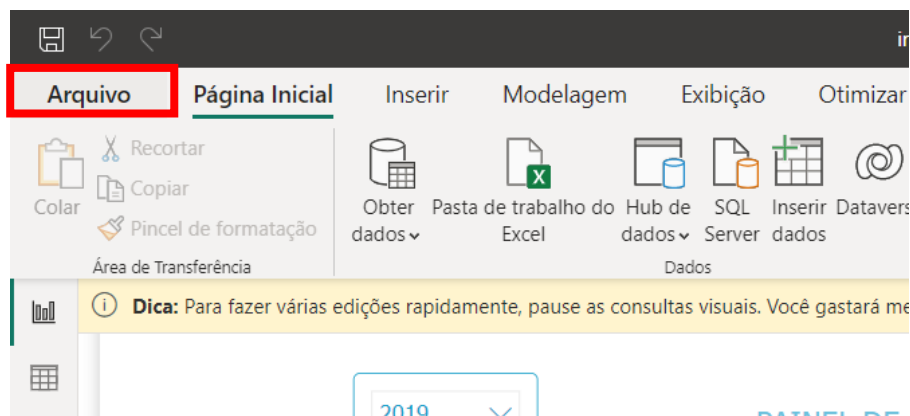 Arquivo Página Inicial Inserir Modelagem Exibição Otimizar
Colar
Recortar
Copiar
Pincel de formatação
Área de Transferência
Obter dados
Pasta de trabalho do Excel
Hub de dados
SQL Server
Inserir dados
Dados
Dica: Para fazer várias edições rapidamente, pause as consultas visuais. Você gastará
2019
PAINEL DE